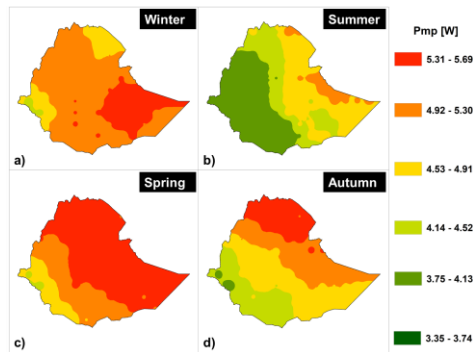 Winter
a)
Summer
b)
Spring
c)
Autumn
d)
Pmp [W]
5.31 - 5.69
4.92 - 5.30
4.53 - 4.91
4.14 - 4.52
3.75 - 4.13
3.35 - 3.74